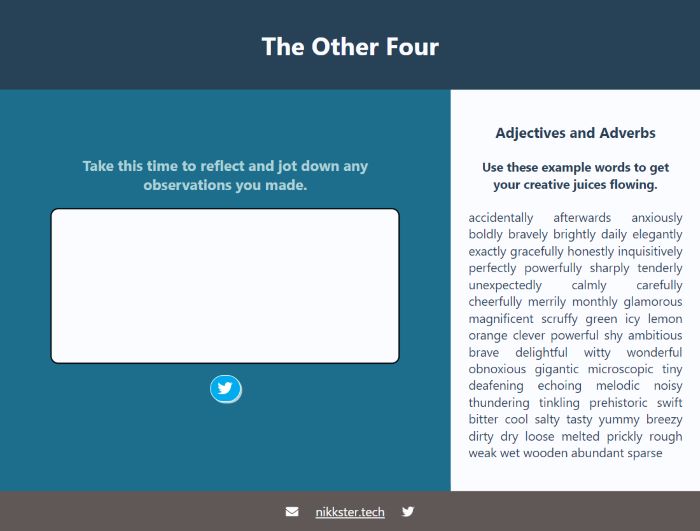 The Other Four
Take this time to reflect and jot down any
observations you made.
Adjectives and Adverbs
Use these example words to get
your creative juices flowing.
accidentally afterwards anxiously
boldly bravely brightly daily elegantly
exactly gracefully honestly inquisitively
perfectly powerfully sharply tenderly
unexpectedly calmly carefully
cheerfully merrily monthly glamorous
magnificent scruffy green icy lemon
orange clever powerful shy ambitious
brave delightful witty wonderful
obnoxious gigantic microscopic tiny
deafening echoing melodic noisy
thundering tinkling prehistoric swift
bitter cool salty tasty yummy breezy
dirty dry loose melted prickly rough
weak wet wooden abundant sparse
nikkster.tech